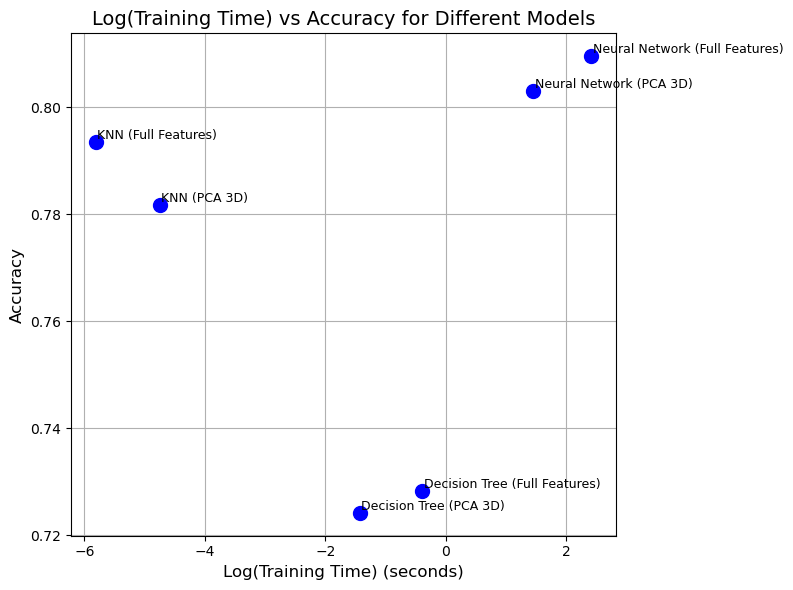 Log(Training Time) vs Accuracy for Different Models
Neural Network (Full Features)
Neural Network (PCA 3D)
KNN (Full Features)
KNN (PCA 3D)
Decision Tree (Full Features)
Decision Tree (PCA 3D)
Accuracy
0.80
0.78
0.76
0.74
0.72
−6 −4 −2 0 2
Log(Training Time) (seconds)